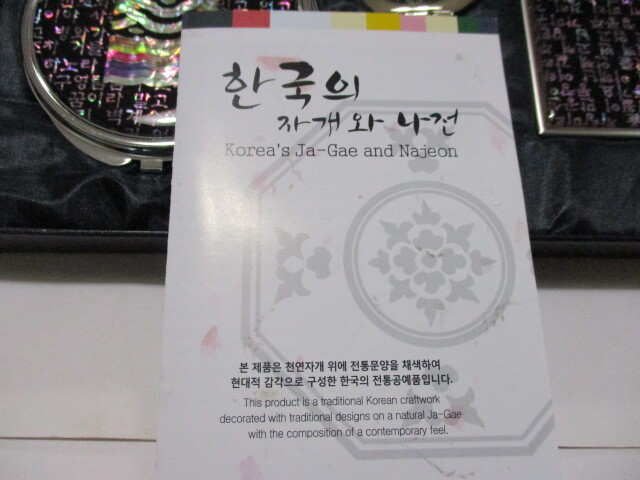 한국의
자개와 나전
Korea's Ja-Gae and Najeon
본 제품은 천연자개 위에 전통문양을 채색하여
현대적 감각으로 구성한 한국의 전통공예품입니다.
This product is a traditional Korean craftwork
decorated with traditional designs on a natural Ja-Gae
with the composition of a contemporary feel.